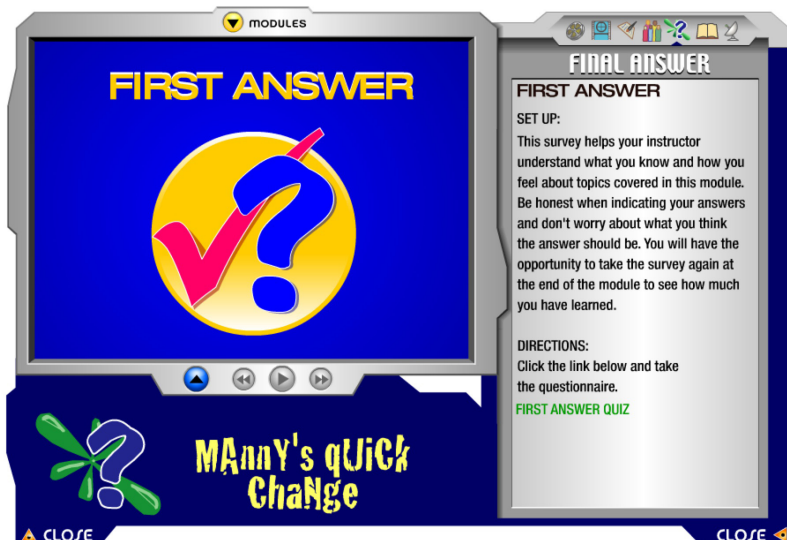 MODULES
FIRST ANSWER
MAnnY's qUiCk
ChaNge
CLOSE
FINAL ANSWER
FIRST ANSWER
SET UP:
This survey helps your instructor
understand what you know and how you
feel about topics covered in this module.
Be honest when indicating your answers
and don't worry about what you think
the answer should be. You will have the
opportunity to take the survey again at
the end of the module to see how much
you have learned.
DIRECTIONS:
Click the link below and take
the questionnaire.
FIRST ANSWER QUIZ
CLOSE